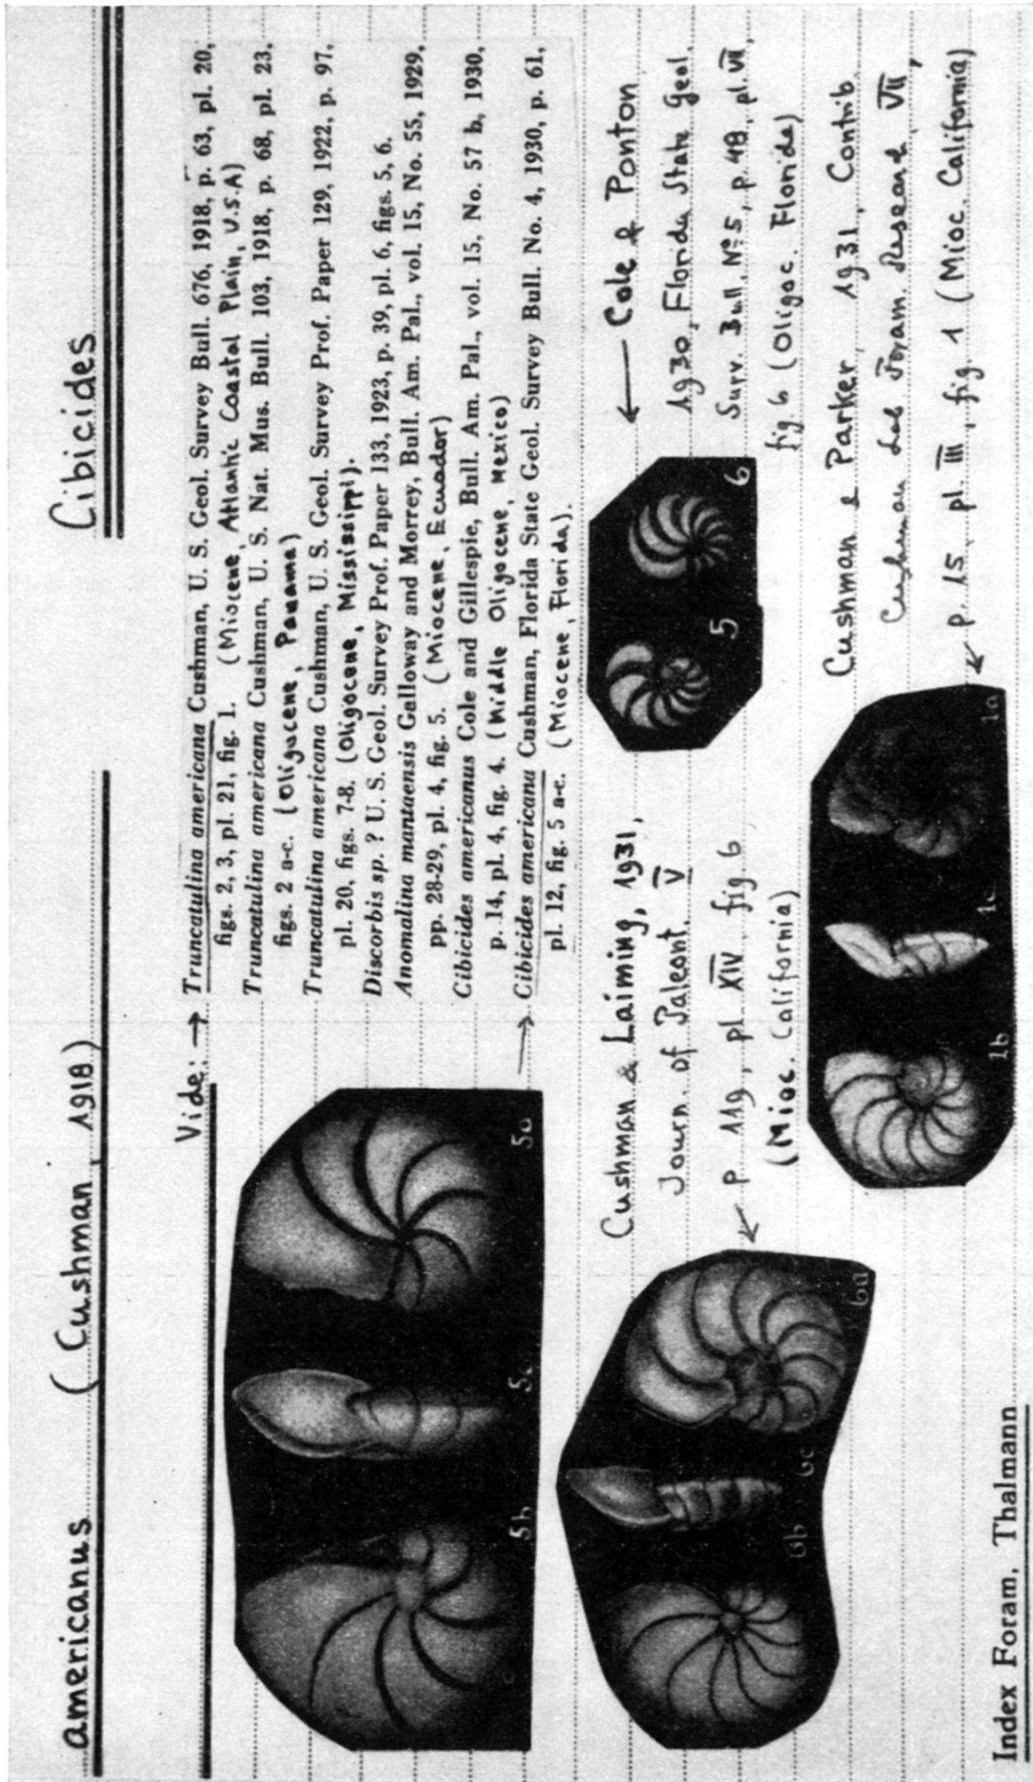 americanus ( Cushman, 1918) Cibicides
Vide: →
Truncatulina americana Cushman, U. S. Geol. Survey Bull. 676, 1918, p. 63, pl. 20,
figs. 2, 3, pl. 21, fig. 1. (Miocene, Atlantic Coastal Plain, U.S.A)
Truncatulina americana Cushman, U. S. Nat. Mus. Bull. 103, 1918, p. 68, pl. 23,
figs. 2 a-c. (Oligocene, Panama)
Truncatulina americana Cushman, U. S. Geol. Survey Prof. Paper 129, 1922, p. 97,
pl. 20, figs. 7-8. (Oligocene, Mississippi).
Discorbis sp. ? U. S. Geol. Survey Prof. Paper 133, 1923, p. 39, pl. 6, figs. 5, 6.
Anomalina mantaensis Galloway and Morrey, Bull. Am. Pal., vol. 15, No. 55, 1929,
pp. 28-29, pl. 4, fig. 5. (Miocene, Ecuador)
Cibicides americanus Cole and Gillespie, Bull. Am. Pal., vol. 15, No. 57 b, 1930,
p. 14, pl. 4, fig. 4. (Middle Oligocene, Mexico)
→ Cibicides americana Cushman, Florida State Geol. Survey Bull. No. 4, 1930, p. 61,
pl. 12, fig. 5 a-c. (Miocene, Florida).
5b 5c 5a
5 6
← Cole & Ponton
1930, Florida State Geol.
Surv. Bull. No 5, p. 48, pl. VII,
fig. 6 (Oligoc. Florida)
6b 6c 6a
Cushman & Laiming, 1931,
Journ. of Paleont. V
← p 119, pl XIV fig 6
(Mioc. California)
1b 1c 1a
Cushman & Parker, 1931, Contrib
Cushman Lab Foram. Research VII,
← p. 15 pl. III, fig 1 (Mioc. California)
Index Foram, Thalmann